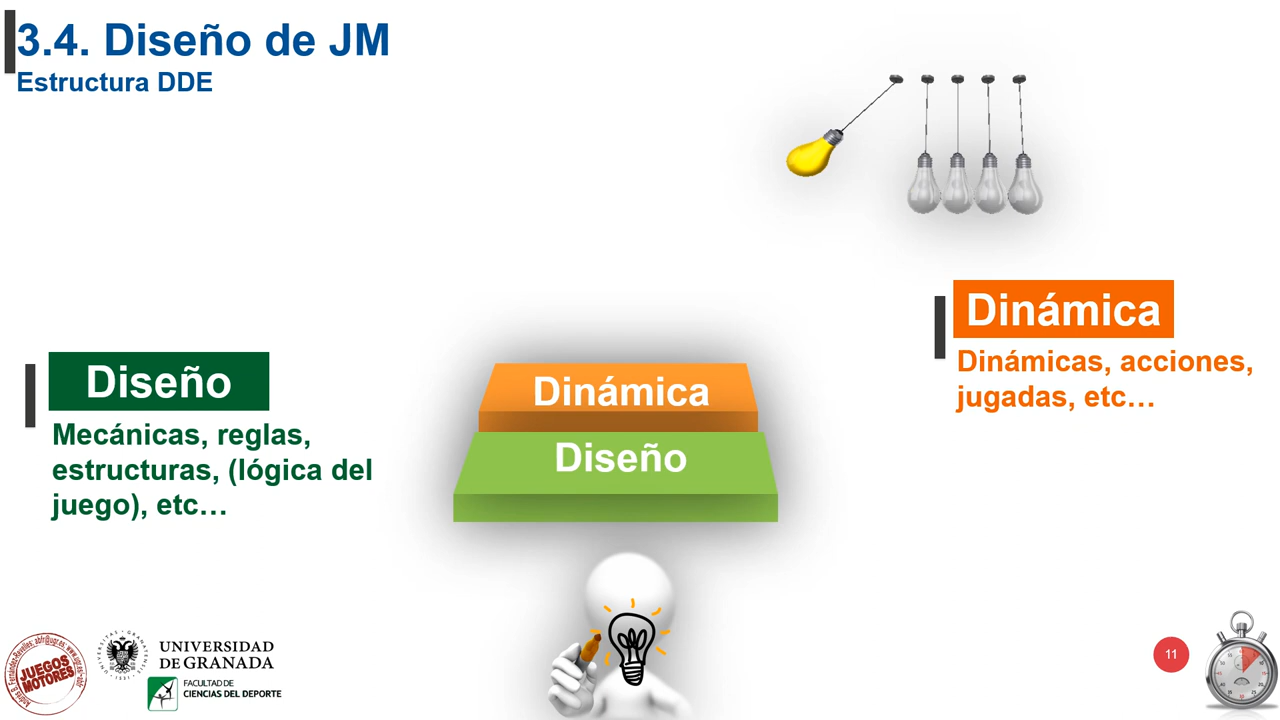 3.4. Diseño de JM
Estructura DDE
Dinámica
Dinámicas, acciones,
jugadas, etc…
Diseño
Mecánicas, reglas,
estructuras, (lógica del
juego), etc…
Dinámica
Diseño
JUEGOS
MOTORES
UNIVERSIDAD
DE GRANADA
FACULTAD DE
CIENCIAS DEL DEPORTE
11